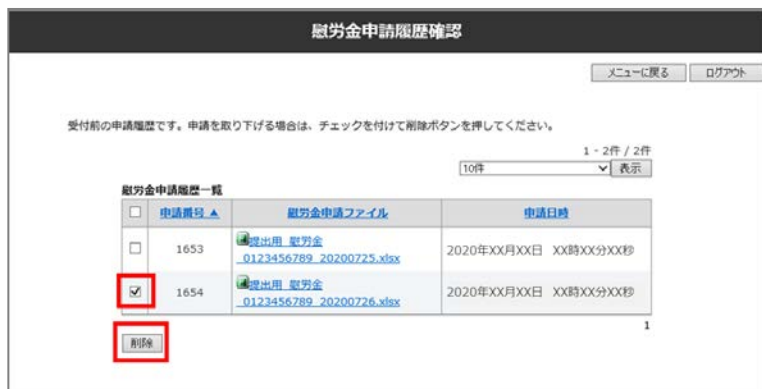 慰労金申請履歴確認
メニューに戻る ログアウト
受付前の申請履歴です。申請を取り下げる場合は、チェックを付けて削除ボタンを押してください。
1 - 2件 / 2件
10件 表示
慰労金申請履歴一覧
申請番号▲ 慰労金申請ファイル 申請日時
1653 提出用_慰労金 2020年XX月XX日 XX時XX分XX秒
_0123456789_20200725.xlsx
1654 提出用_慰労金 2020年XX月XX日 XX時XX分XX秒
_0123456789_20200726.xlsx
1
削除